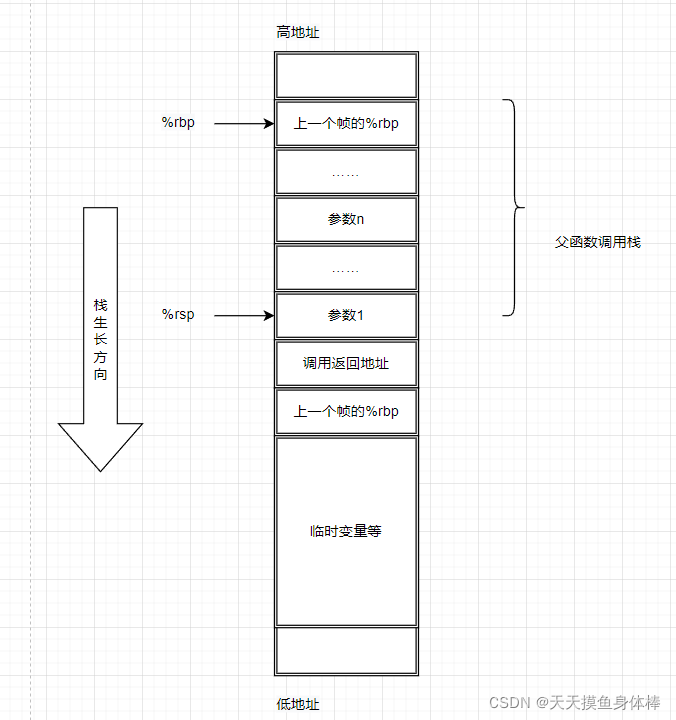 高地址
%rbp
上一个帧的%rbp
……
参数n
……
父函数调用栈
栈生长方向
%rsp
参数1
调用返回地址
上一个帧的%rbp
临时变量等
低地址
CSDN @天天摸鱼身体棒